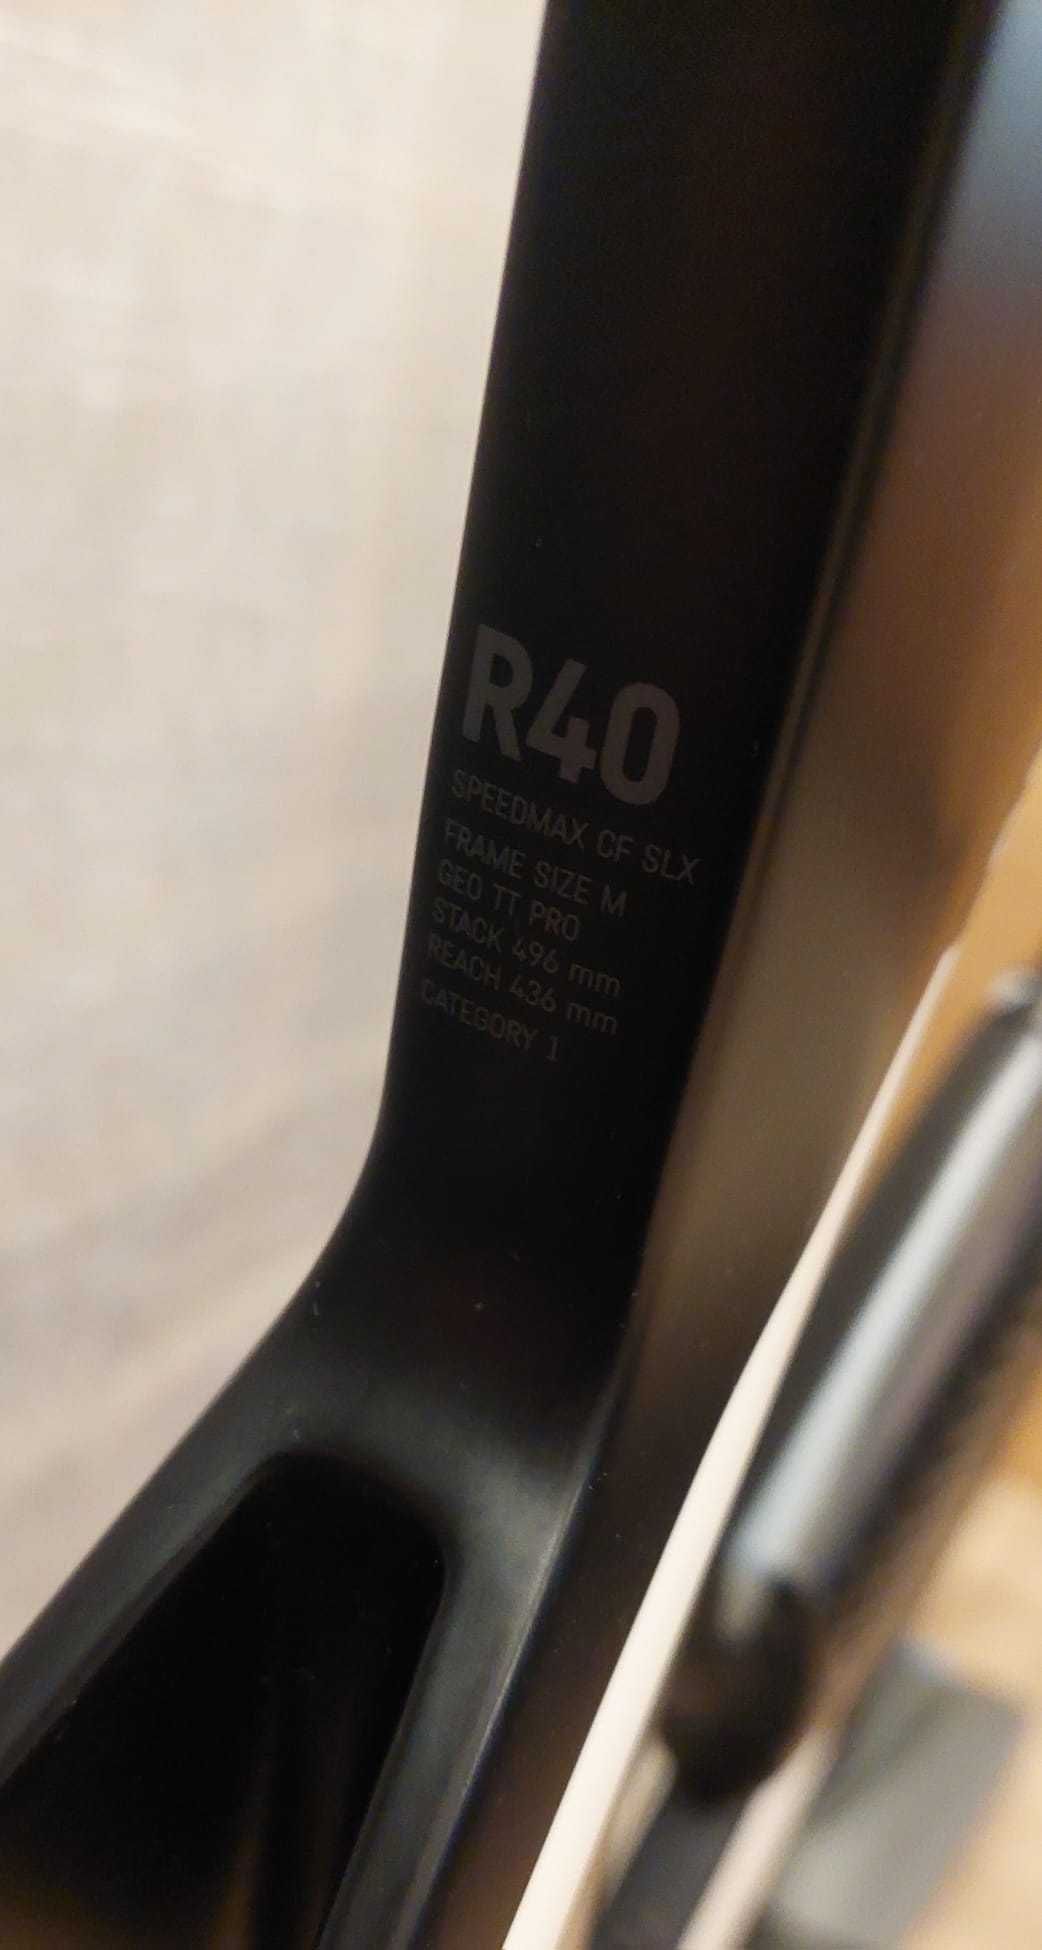 R40
SPEEDMAX CF SLX
FRAME SIZE M
GEO TT PRO
STACK 496 mm
REACH 436 mm
CATEGORY 1